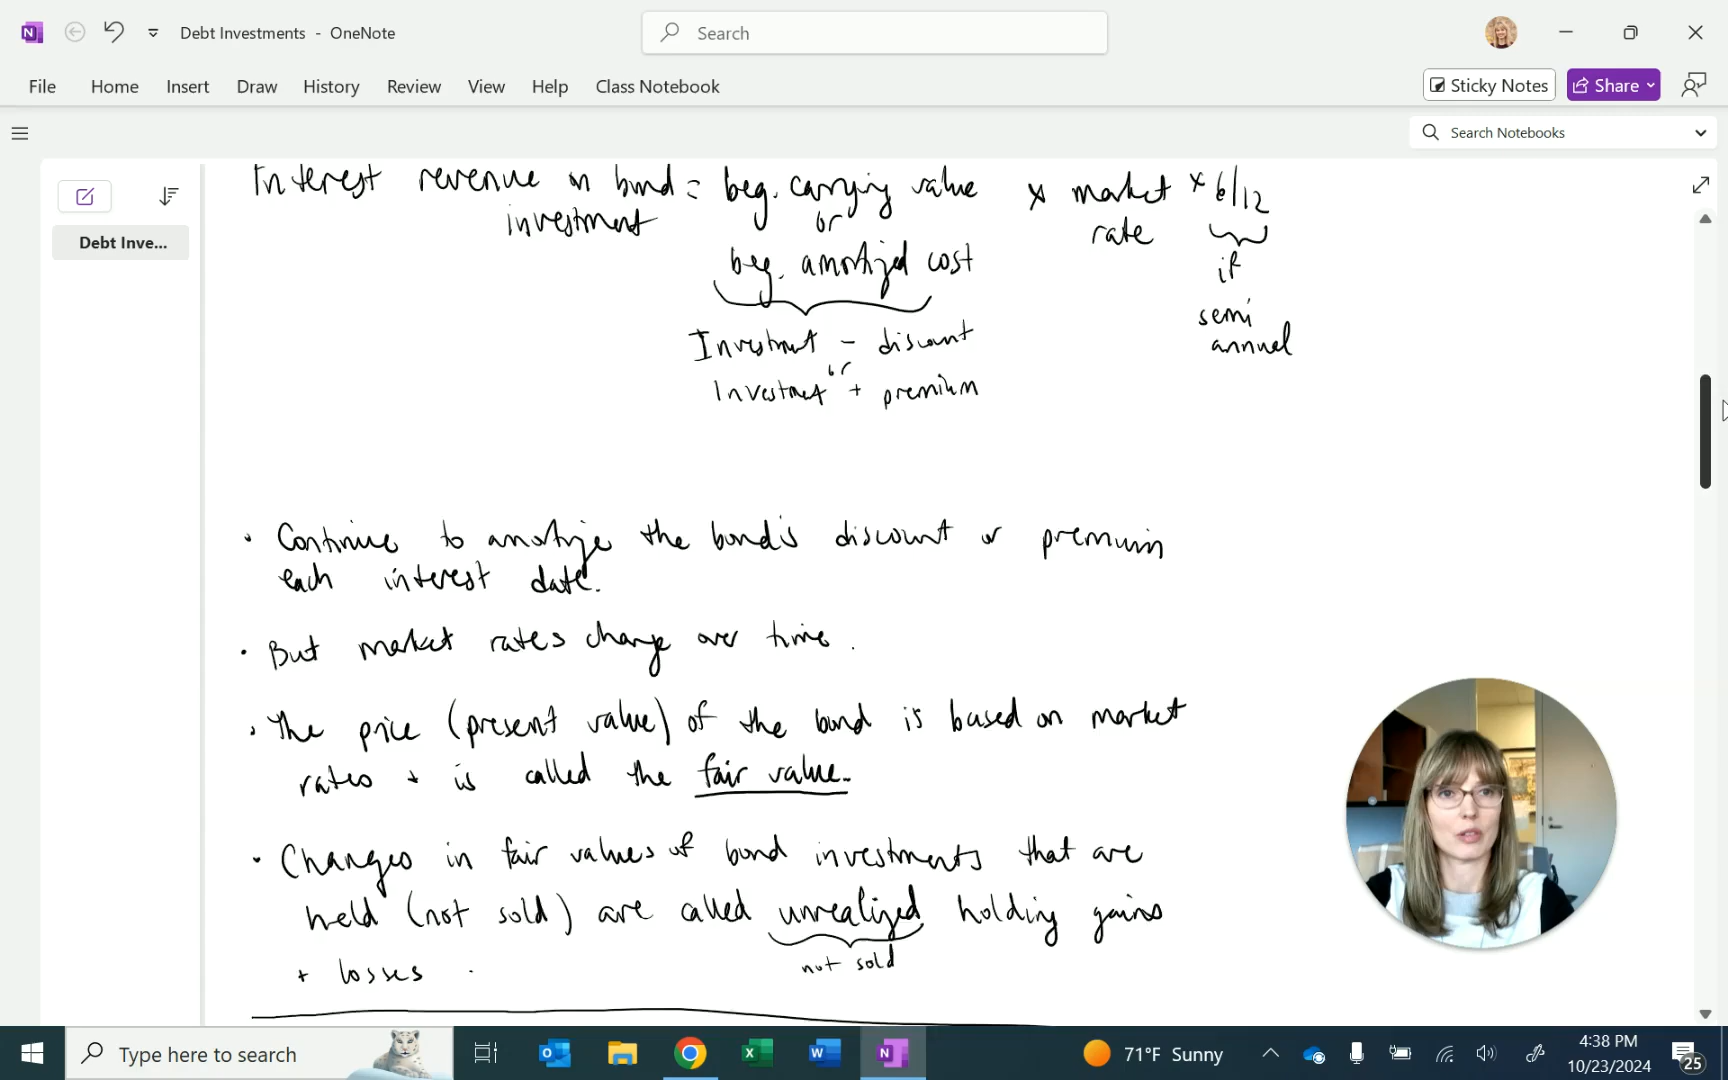 Debt Investments - OneNote
Search
File Home Insert Draw History Review View Help Class Notebook
Sticky Notes Share
Search Notebooks
Debt Inve...
Interest revenue on bond = beg. carrying value x market x 6/12
investment or rate
beg. amortized cost if
semi
annual
Investment - discount
or
Investment + premium
• Continue to amortize the bond's discount or premium
each interest date.
• But market rates change over time.
• The price (present value) of the bond is based on market
rates + is called the fair value.
• Changes in fair values of bond investments that are
held (not sold) are called unrealized holding gains
not sold
+ losses.
Type here to search
71°F Sunny
4:38 PM
10/23/2024
25